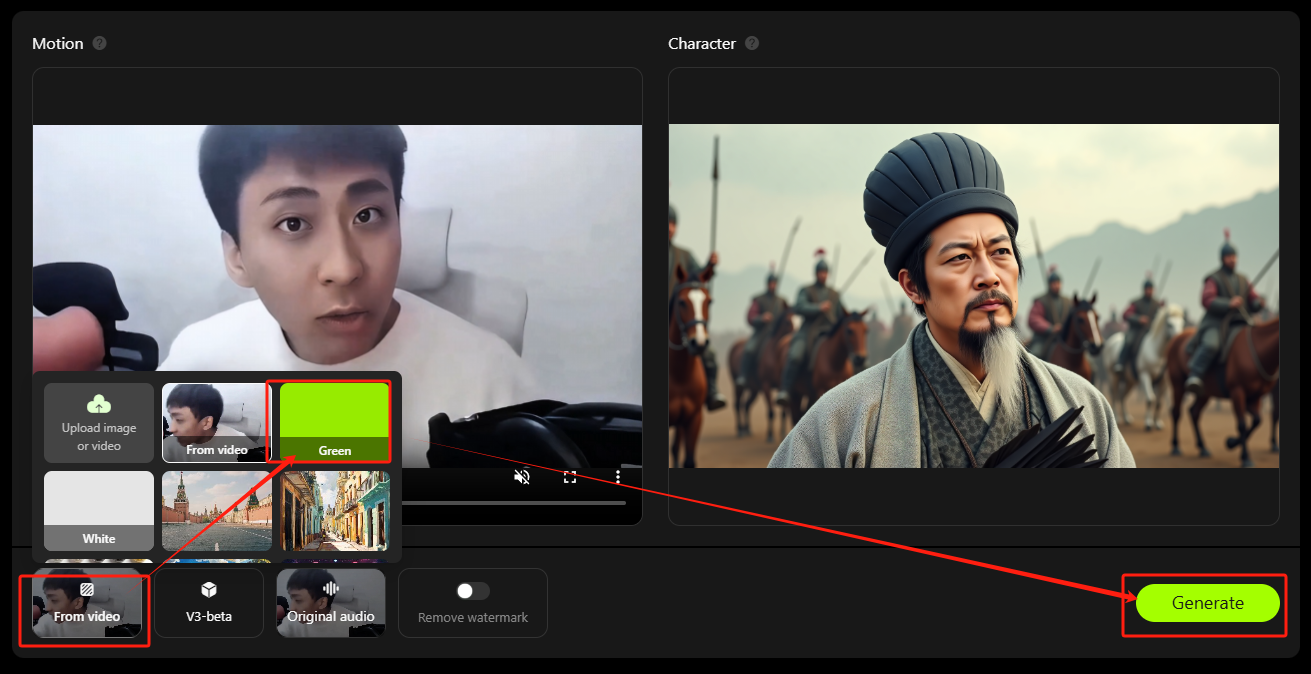 Motion ?
Character ?
Upload image
or video
From video
Green
White
From video
V3-beta
Original audio
Remove watermark
Generate